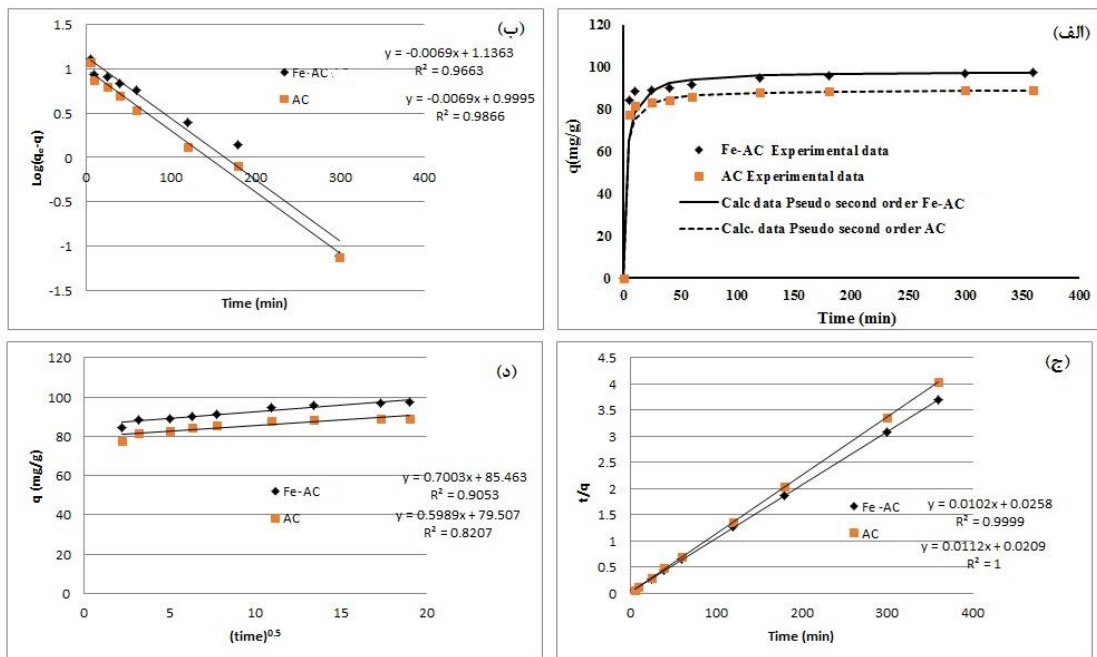 (ب)
1.5
1
0.5
0
-0.5
-1
-1.5
0 100 200 300 400
Log(qₑ-q)
Time (min)
y = -0.0069x + 1.1363
R² = 0.9663
Fe-AC
y = -0.0069x + 0.9995
AC
R² = 0.9866
(الف)
120
100
80
60
40
20
0
0 50 100 150 200 250 300 350 400
q(mg/g)
Time (min)
Fe-AC Experimental data
AC Experimental data
Calc data Pseudo second order Fe-AC
Calc. data Pseudo second order AC
(د)
120
100
80
60
40
20
0
0 5 10 15 20
q (mg/g)
(time)⁰·⁵
y = 0.7003x + 85.463
R² = 0.9053
Fe-AC
y = 0.5989x + 79.507
AC
R² = 0.8207
(ج)
4.5
4
3.5
3
2.5
2
1.5
1
0.5
0
0 100 200 300 400
t/q
Time (min)
Fe -AC
y = 0.0102x + 0.0258
R² = 0.9999
AC
y = 0.0112x + 0.0209
R² = 1